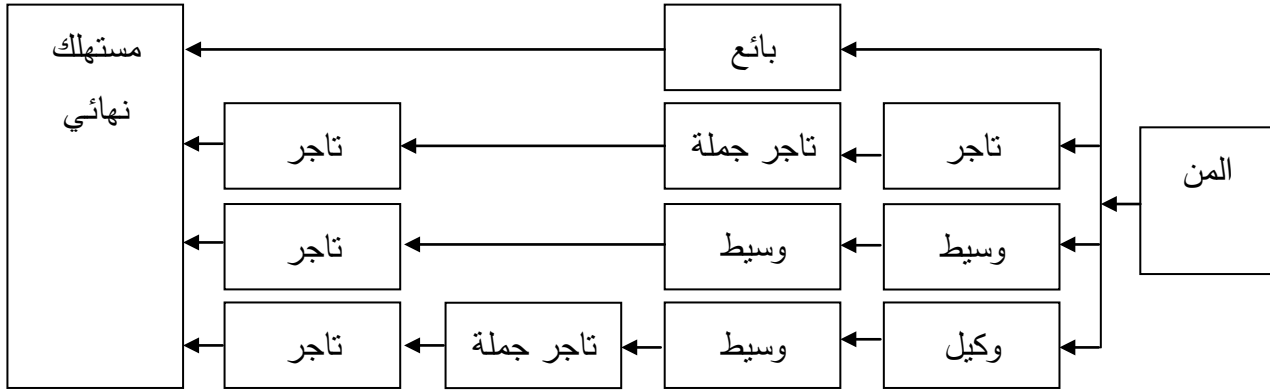 بائع
مستهلك
نهائي
تاجر
تاجر جملة
تاجر
المن
وسيط
وسيط
تاجر
وكيل
وسيط
تاجر جملة
تاجر